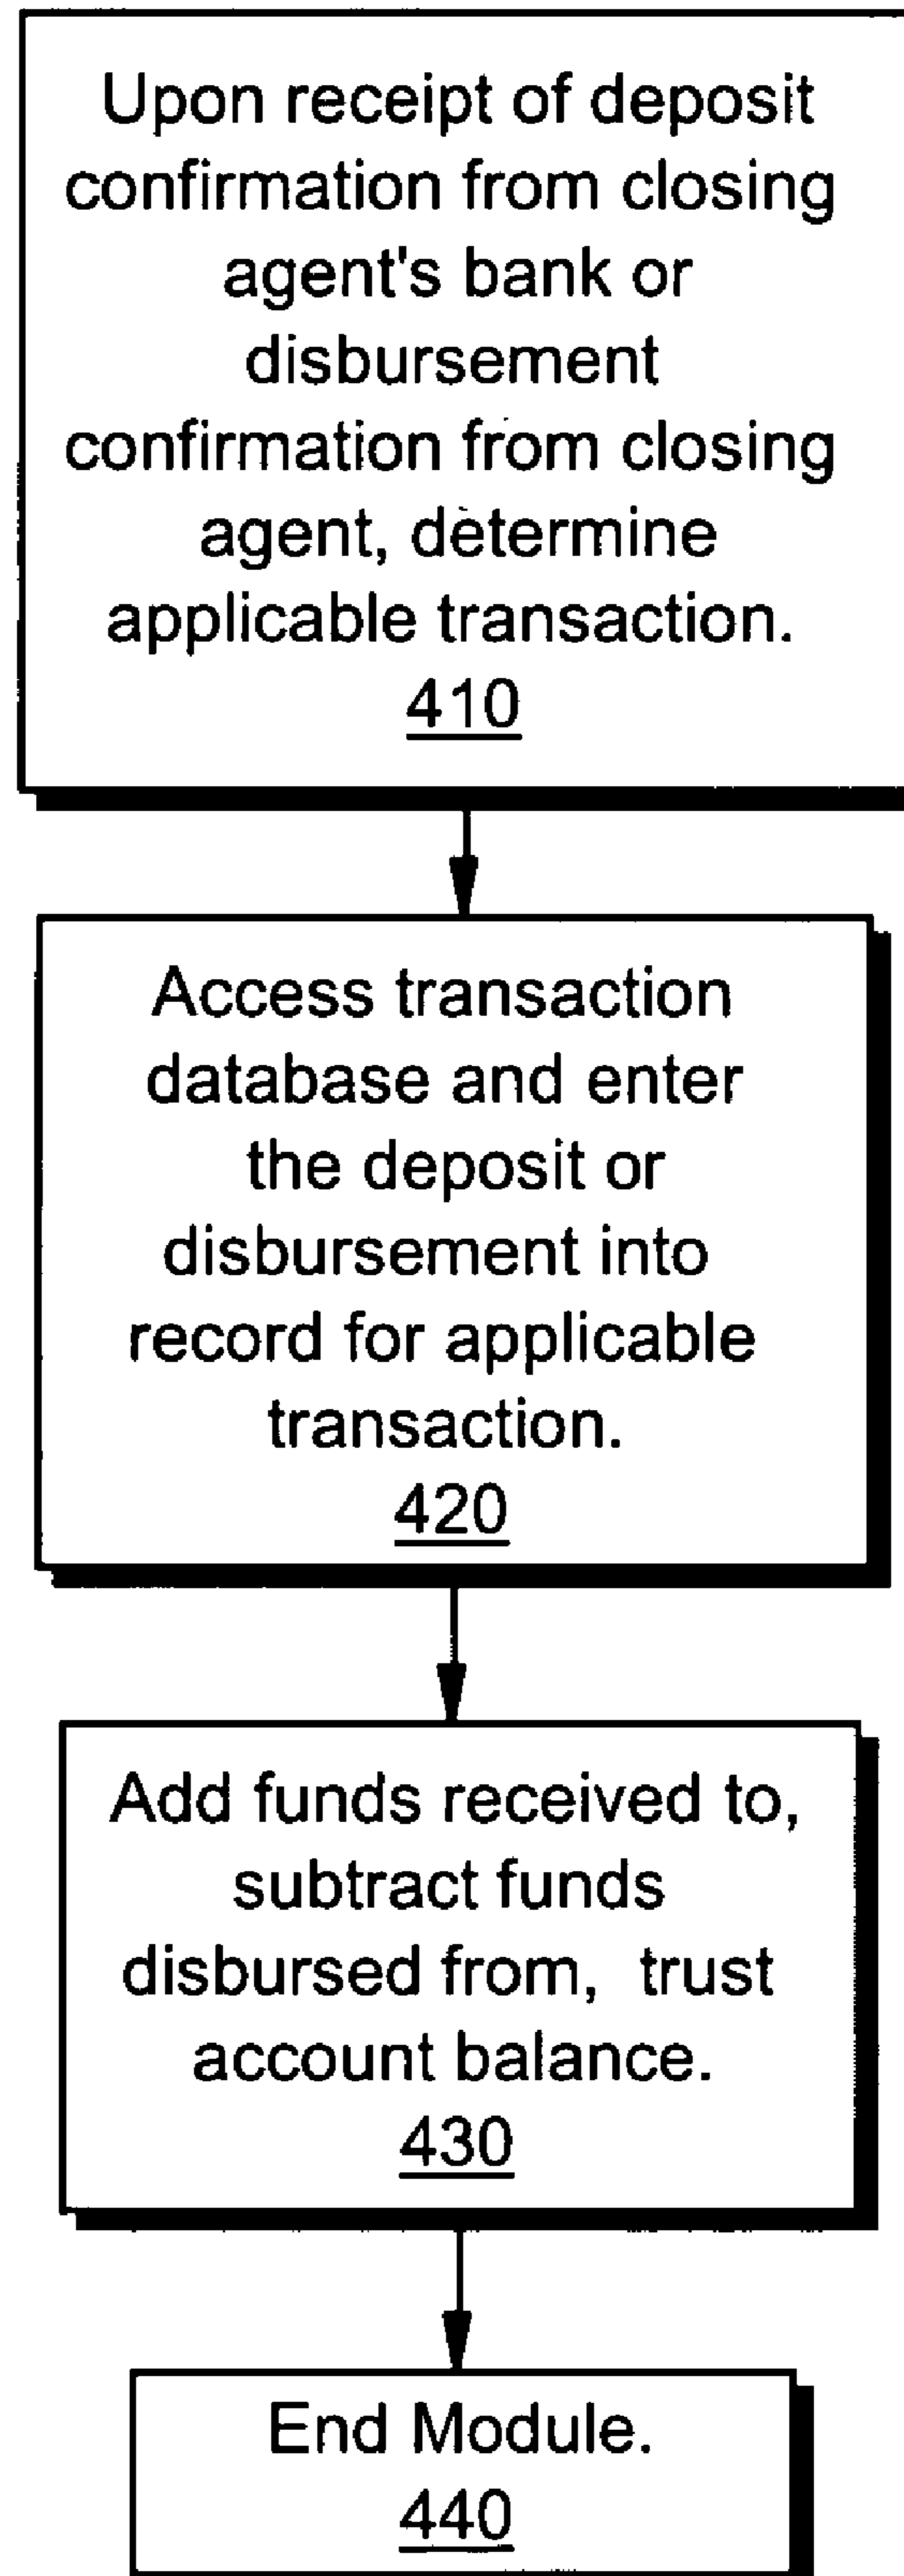 Upon receipt of deposit
confirmation from closing
agent's bank or
disbursement
confirmation from closing
agent, determine
applicable transaction.
410
Access transaction
database and enter
the deposit or
disbursement into
record for applicable
transaction.
420
Add funds received to,
subtract funds
disbursed from, trust
account balance.
430
End Module.
440